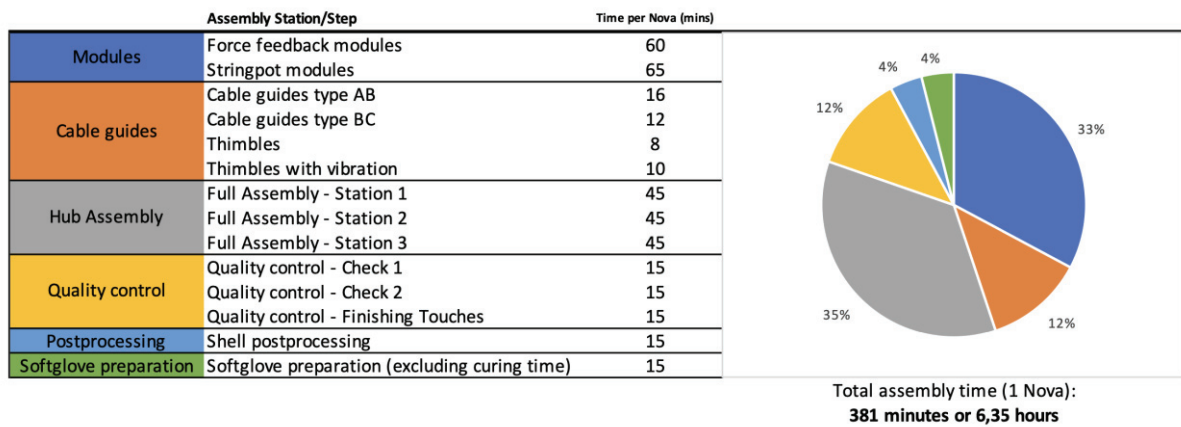 Assembly Station/Step Time per Nova (mins)
Modules
Force feedback modules 60
Stringpot modules 65
Cable guides
Cable guides type AB 16
Cable guides type BC 12
Thimbles 8
Thimbles with vibration 10
Hub Assembly
Full Assembly - Station 1 45
Full Assembly - Station 2 45
Full Assembly - Station 3 45
Quality control
Quality control - Check 1 15
Quality control - Check 2 15
Quality control - Finishing Touches 15
Postprocessing Shell postprocessing 15
Softglove preparation Softglove preparation (excluding curing time) 15
4% 4%
12%
33%
35%
12%
Total assembly time (1 Nova):
381 minutes or 6,35 hours